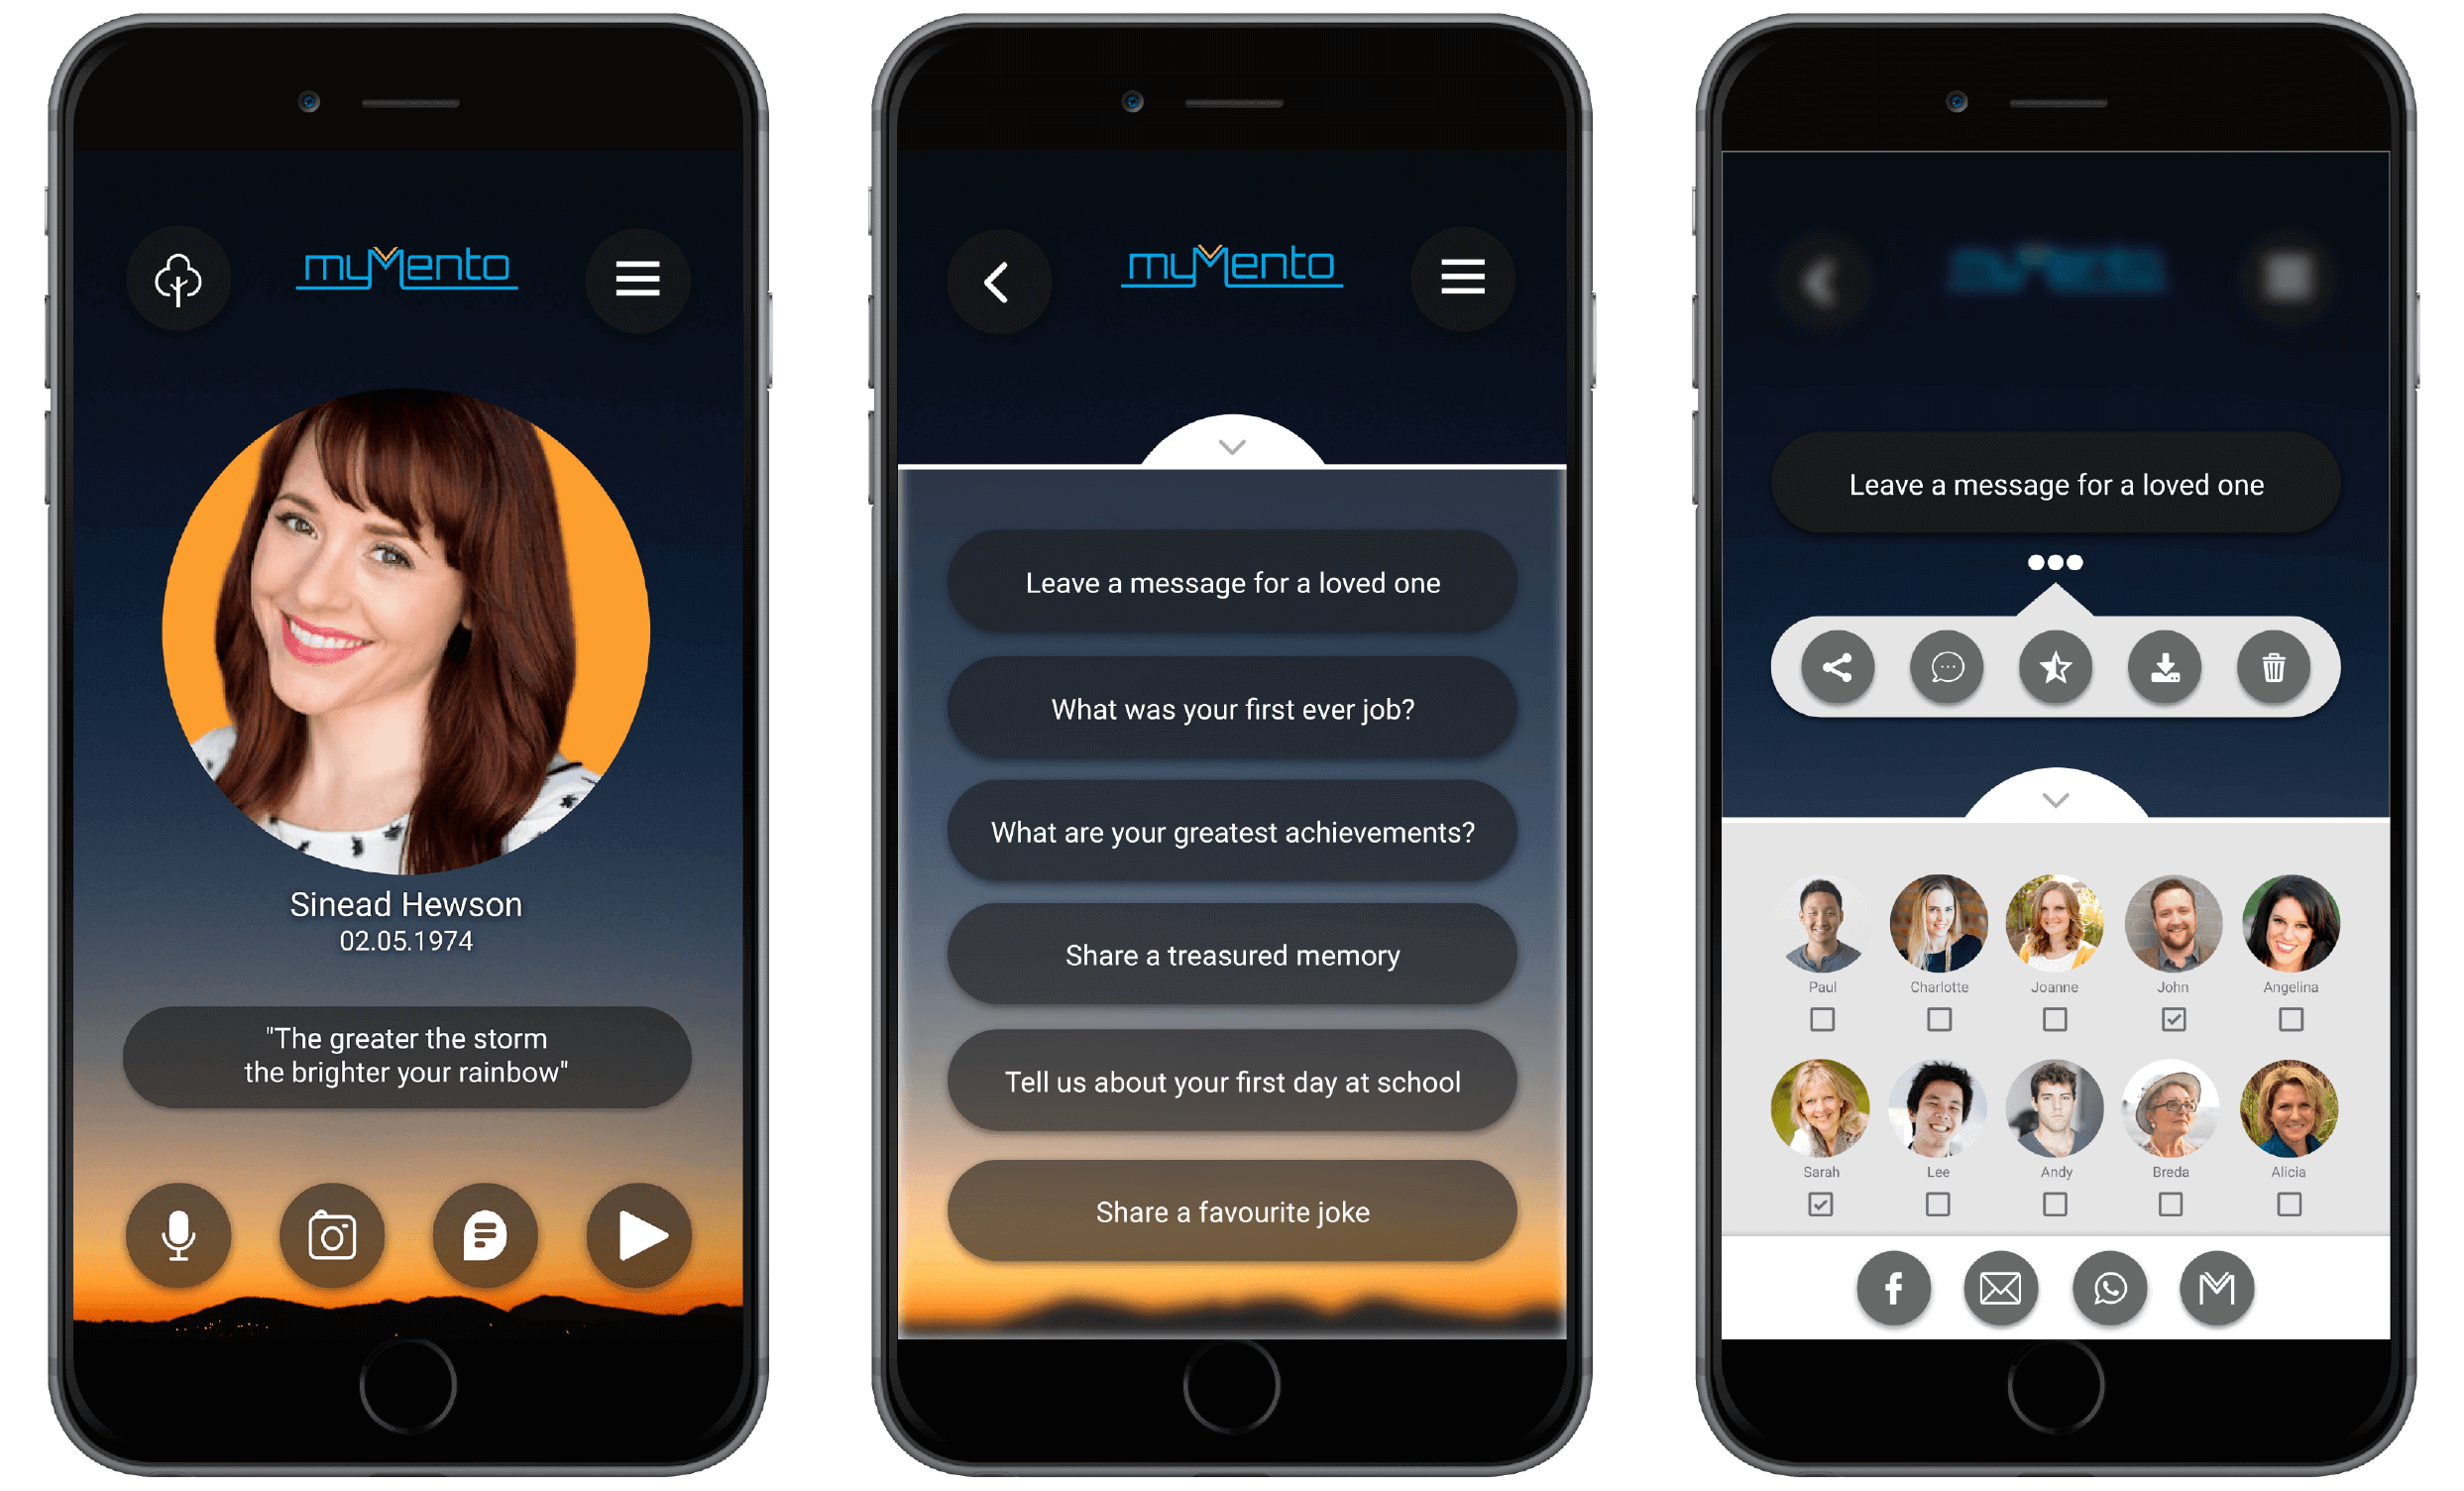 myMento
Sinead Hewson
02.05.1974
"The greater the storm
the brighter your rainbow"
myMento
Leave a message for a loved one
What was your first ever job?
What are your greatest achievements?
Share a treasured memory
Tell us about your first day at school
Share a favourite joke
Leave a message for a loved one
Paul Charlotte Joanne John Angelina
Sarah Lee Andy Breda Alicia